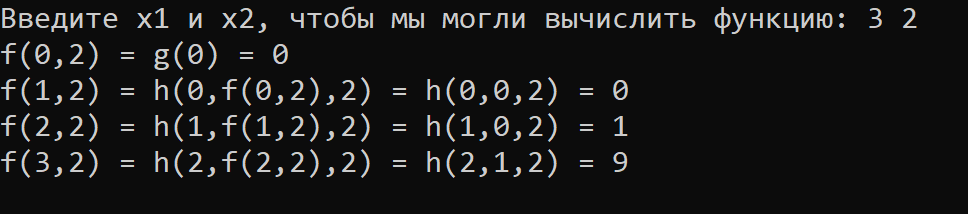 Введите x1 и x2, чтобы мы могли вычислить функцию: 3 2
f(0,2) = g(0) = 0
f(1,2) = h(0,f(0,2),2) = h(0,0,2) = 0
f(2,2) = h(1,f(1,2),2) = h(1,0,2) = 1
f(3,2) = h(2,f(2,2),2) = h(2,1,2) = 9